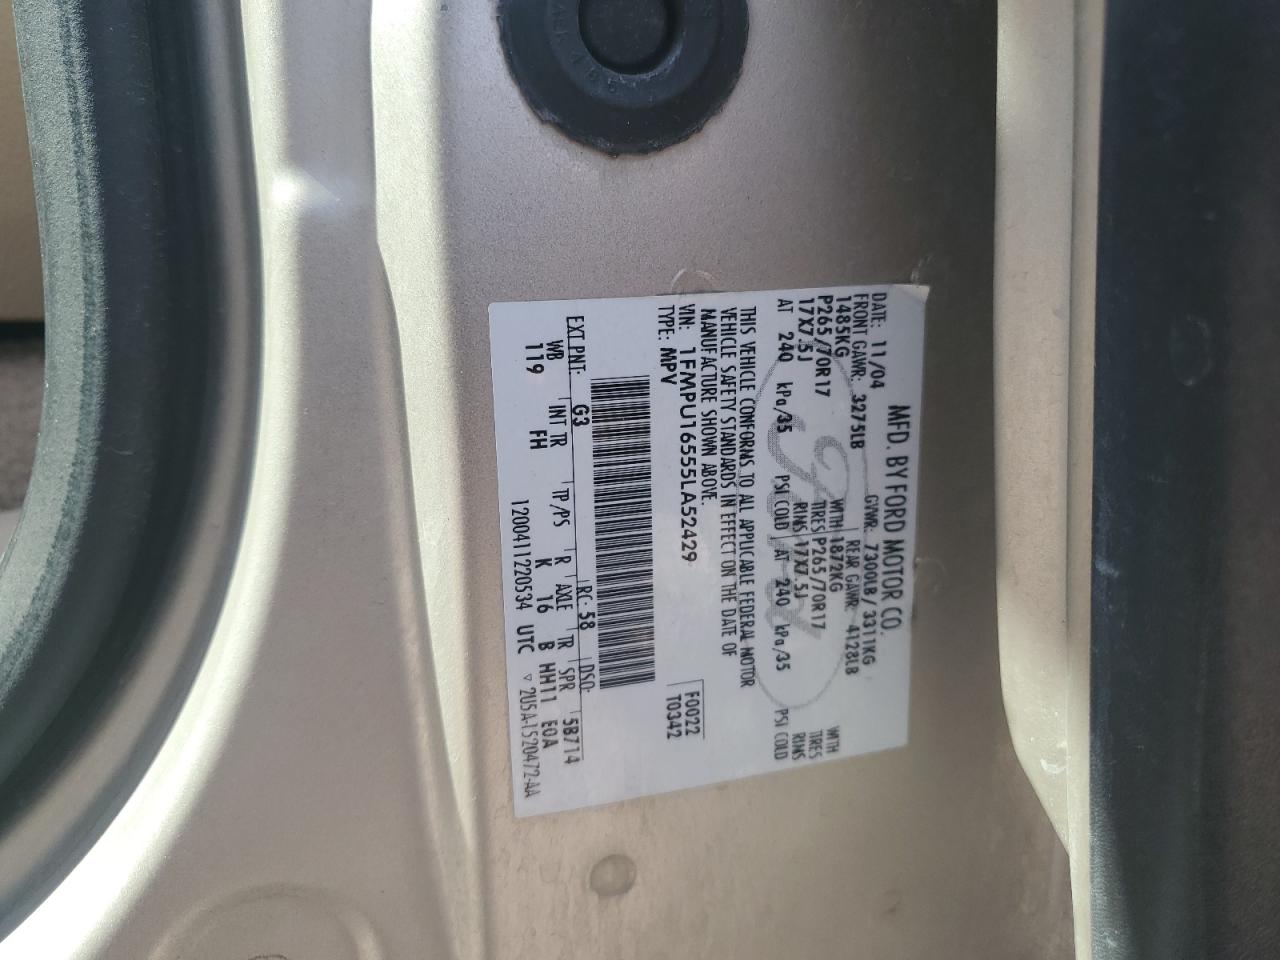 MFD. BY FORD MOTOR CO.
DATE: 11/04 GVWR: 7300LB/3311KG
FRONT GAWR: 3275LB REAR GAWR: 4128LB
1485KG WITH 1872KG WITH
P265/70R17 TIRES P265/70R17 TIRES
17X7.5J RIMS 17X7.5J RIMS
AT 240 kPa/35 PSI COLD AT 240 kPa/35 PSI COLD
THIS VEHICLE CONFORMS TO ALL APPLICABLE FEDERAL MOTOR
VEHICLE SAFETY STANDARDS IN EFFECT ON THE DATE OF
MANUFACTURE SHOWN ABOVE.
VIN: 1FMPU16555LA52429 F0022
TYPE: MPV T0342
EXT PNT: G3 RC: 58 DSO: 5B714
WB INT TR TP/PS R AXLE TR SPR
119 FH K 16 B HH11 E0A
1200411220534 UTC ▽ 2U5A-1520472-AA